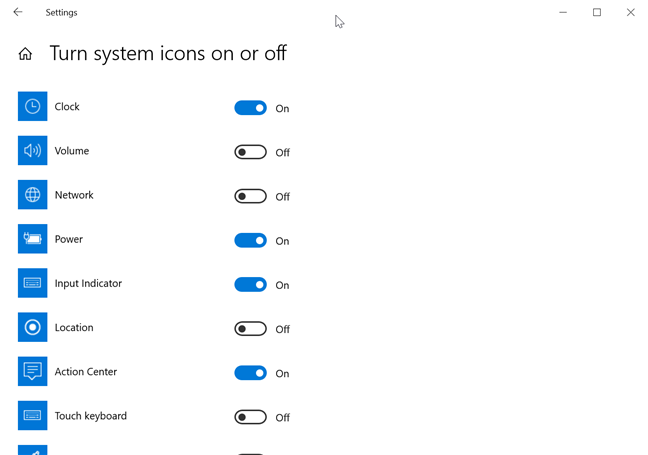 Settings
Turn system icons on or off
Clock On
Volume Off
Network Off
Power On
Input Indicator On
Location Off
Action Center On
Touch keyboard Off